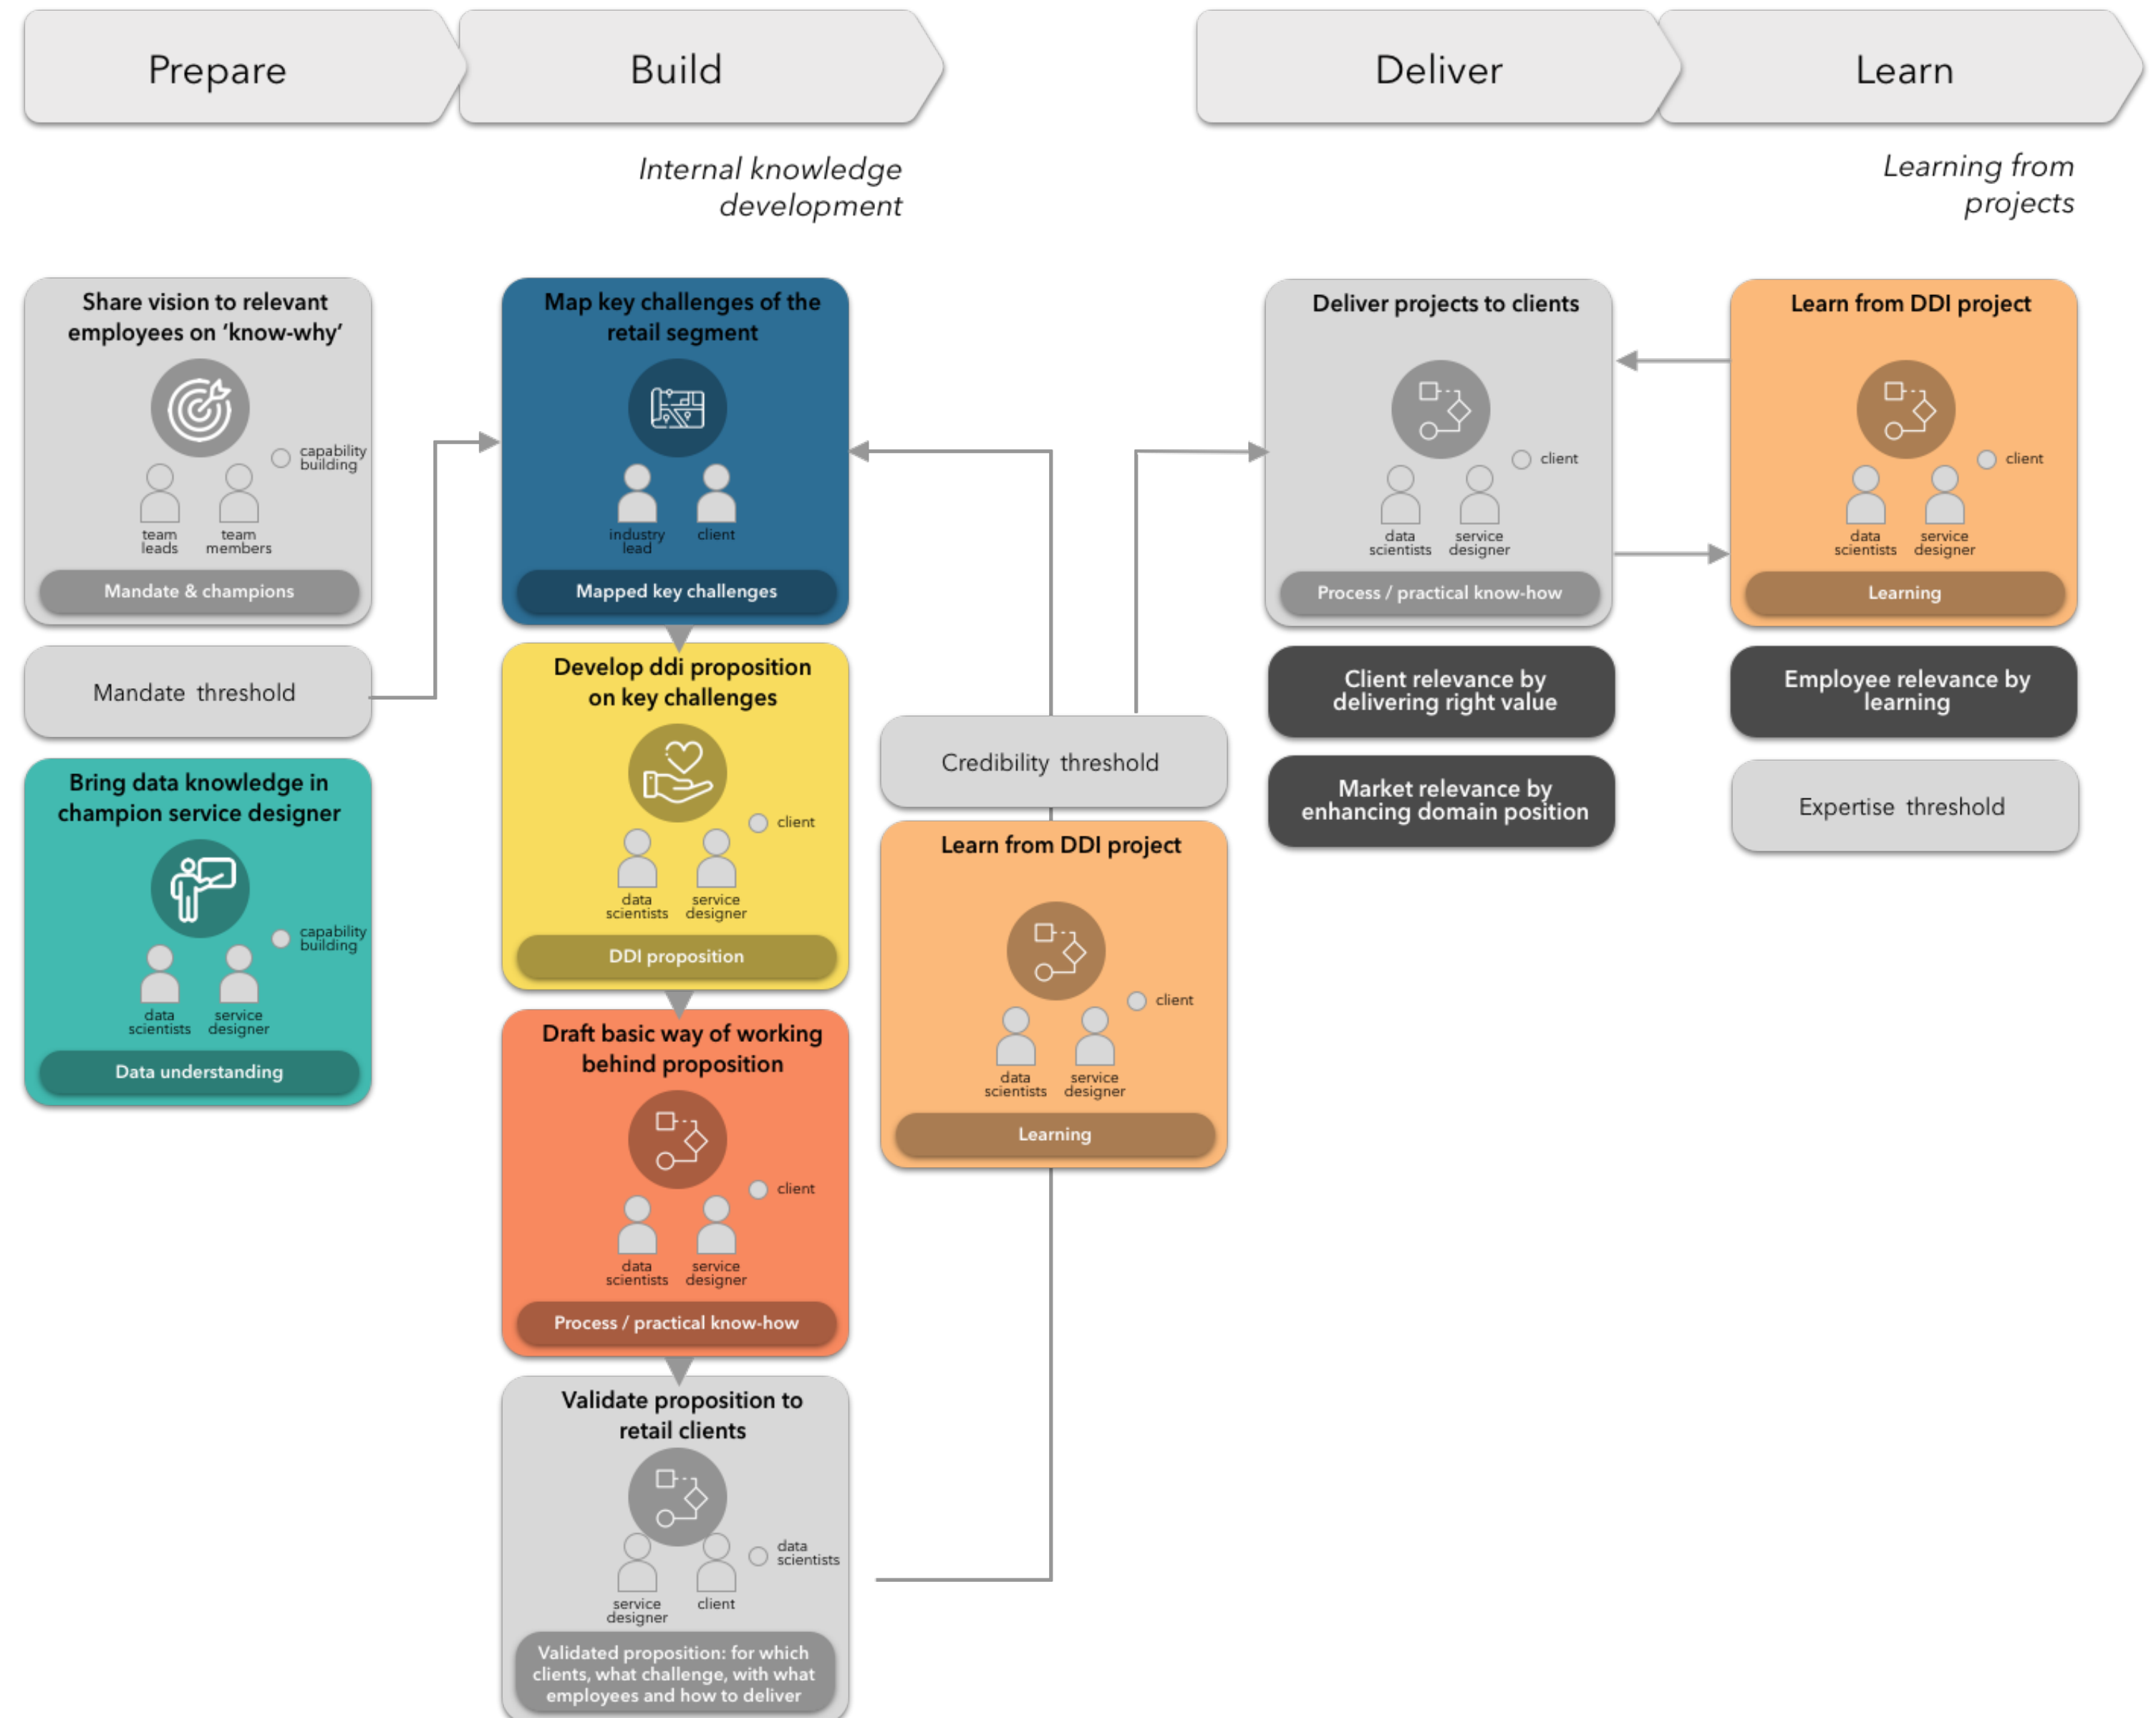 Prepare
Build
Deliver
Learn
Internal knowledge
development
Learning from
projects
Share vision to relevant
employees on ‘know-why’
capability
building
team
leads
team
members
Mandate & champions
Mandate threshold
Bring data knowledge in
champion service designer
capability
building
data
scientists
service
designer
Data understanding
Map key challenges of the
retail segment
industry
lead
client
Mapped key challenges
Develop ddi proposition
on key challenges
client
data
scientists
service
designer
DDI proposition
Draft basic way of working
behind proposition
client
data
scientists
service
designer
Process / practical know-how
Validate proposition to
retail clients
data
scientists
service
designer
client
Validated proposition: for which
clients, what challenge, with what
employees and how to deliver
Credibility threshold
Learn from DDI project
client
data
scientists
service
designer
Learning
Deliver projects to clients
client
data
scientists
service
designer
Process / practical know-how
Client relevance by
delivering right value
Market relevance by
enhancing domain position
Learn from DDI project
client
data
scientists
service
designer
Learning
Employee relevance by
learning
Expertise threshold